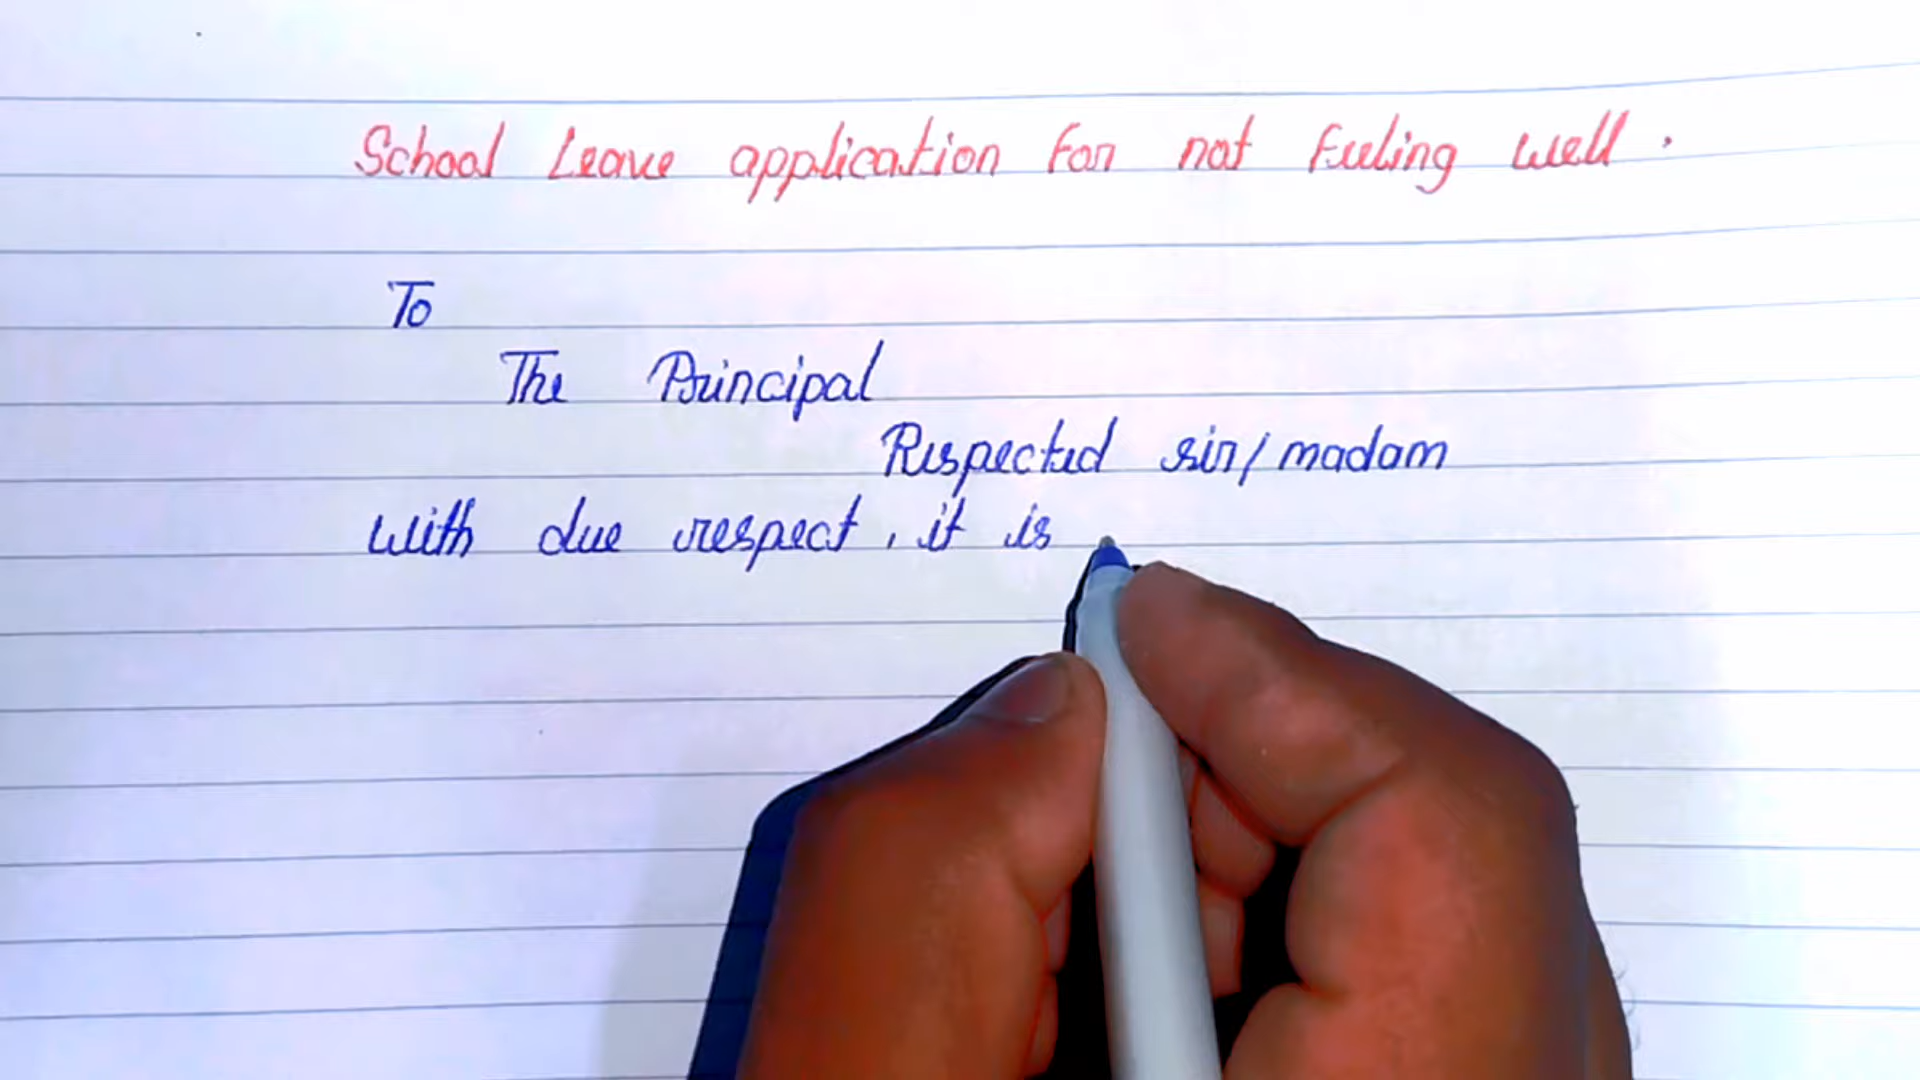 School Leave application For not Feeling well .
To
The Principal
Respected sir/madam
With due respect, it is